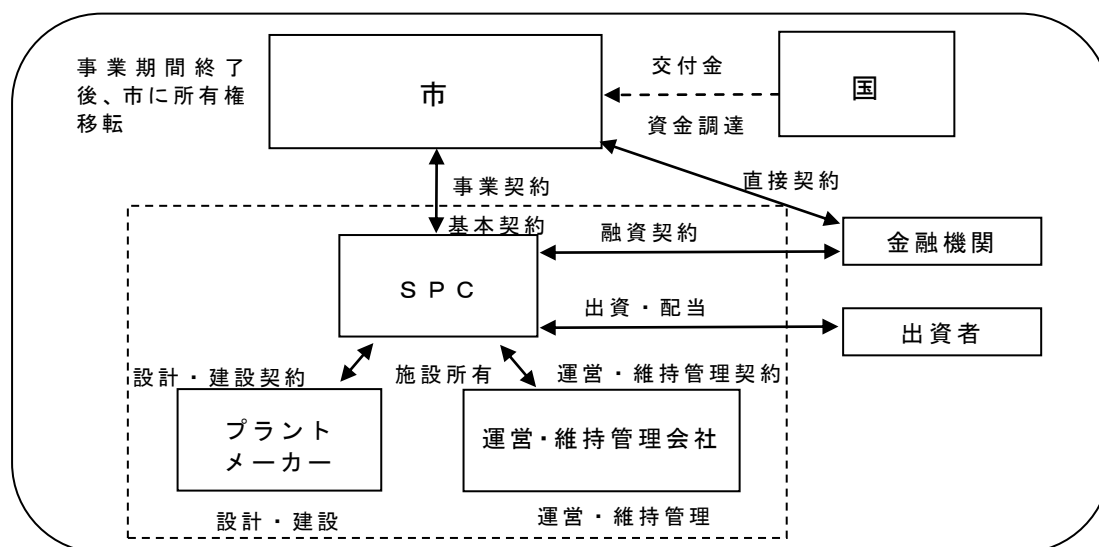 事業期間終了
後、市に所有権
移転
市
交付金
国
資金調達
事業契約
直接契約
基本契約
融資契約
金融機関
ＳＰＣ
出資・配当
出資者
設計・建設契約
施設所有
運営・維持管理契約
プラント
メーカー
運営・維持管理会社
設計・建設
運営・維持管理